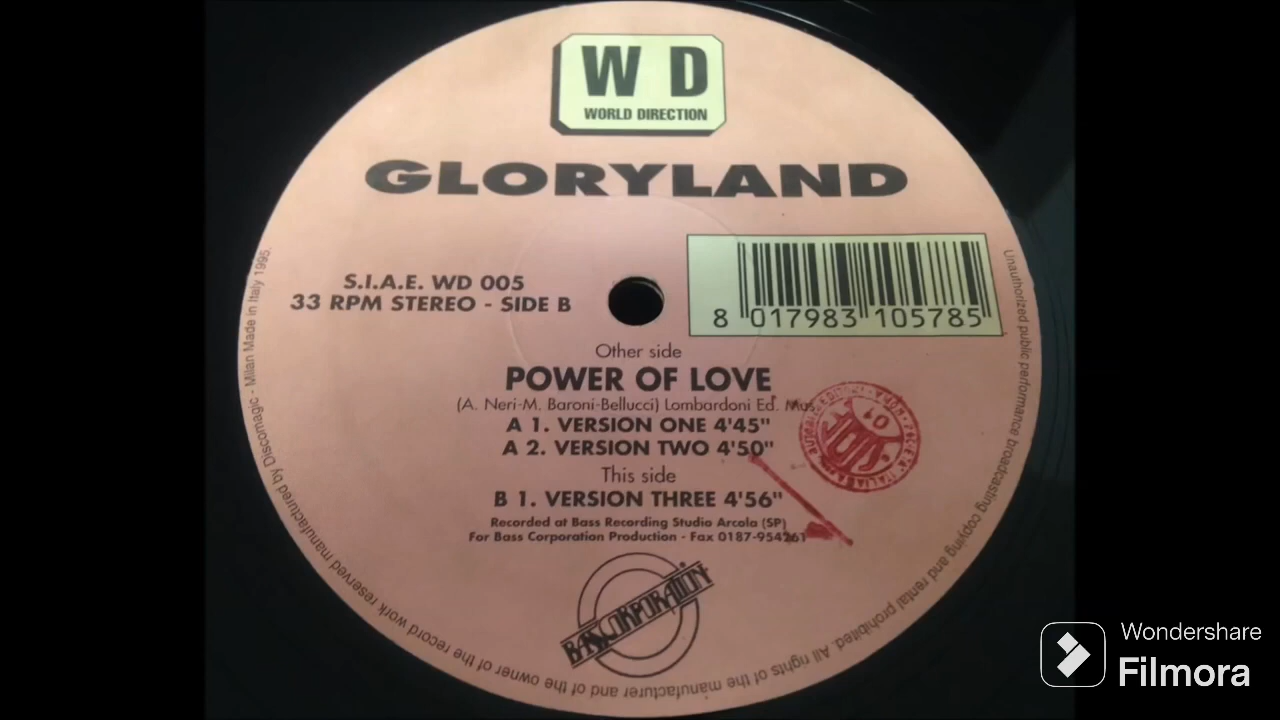 W D
WORLD DIRECTION
GLORYLAND
S.I.A.E. WD 005
33 RPM STEREO - SIDE B
8 017983 105785
Other side
POWER OF LOVE
(A. Neri-M. Baroni-Bellucci) Lombardoni Ed. Mus
A 1. VERSION ONE 4'45"
A 2. VERSION TWO 4'50"
This side
B 1. VERSION THREE 4'56"
Recorded at Bass Recording Studio Arcola (SP)
For Bass Corporation Production - Fax 0187-954261
BASS CORPORATION
Unauthorized public performance broadcasting copying and rental prohibited. All rights of the manufacturer and of the owner of the record work reserved manufactured by Discomagic - Milan Made in Italy 1995.
SIAE
01
Wondershare
Filmora